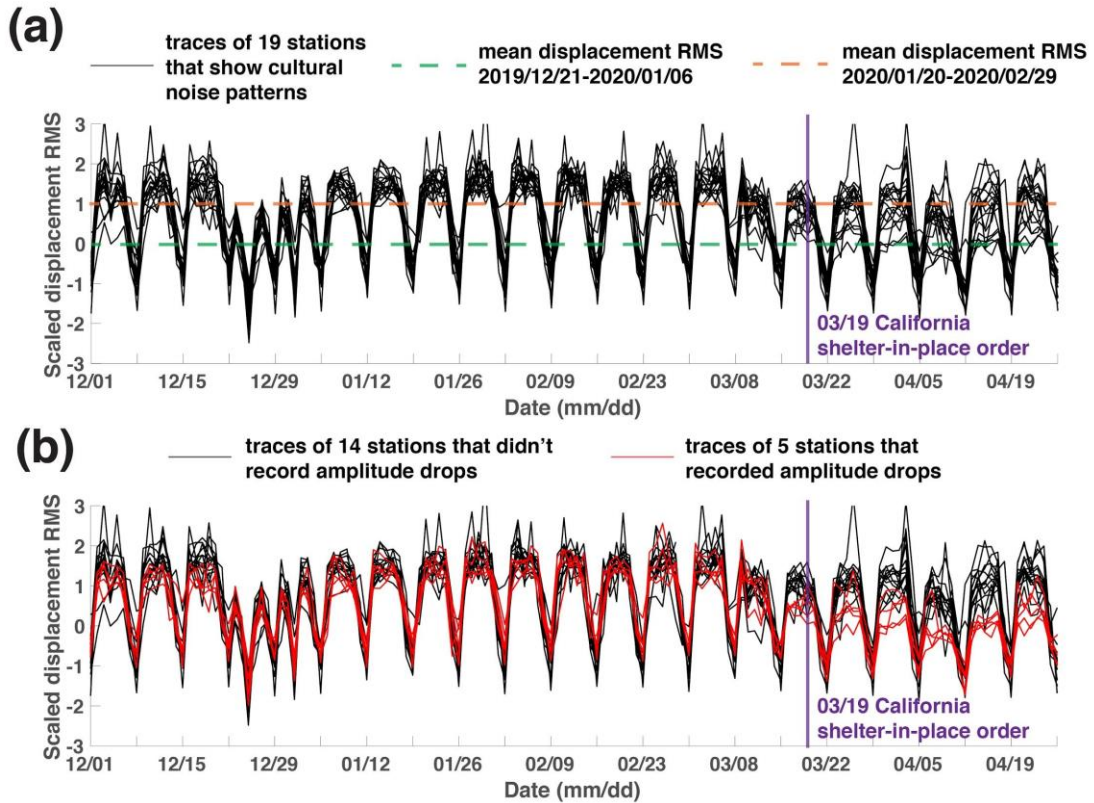 (a)
traces of 19 stations
that show cultural
noise patterns
mean displacement RMS
2019/12/21-2020/01/06
mean displacement RMS
2020/01/20-2020/02/29
Scaled displacement RMS
3
2
1
0
-1
-2
-3
03/19 California
shelter-in-place order
12/01 12/15 12/29 01/12 01/26 02/09 02/23 03/08 03/22 04/05 04/19
Date (mm/dd)
(b)
traces of 14 stations that didn't
record amplitude drops
traces of 5 stations that
recorded amplitude drops
Scaled displacement RMS
3
2
1
0
-1
-2
-3
03/19 California
shelter-in-place order
12/01 12/15 12/29 01/12 01/26 02/09 02/23 03/08 03/22 04/05 04/19
Date (mm/dd)